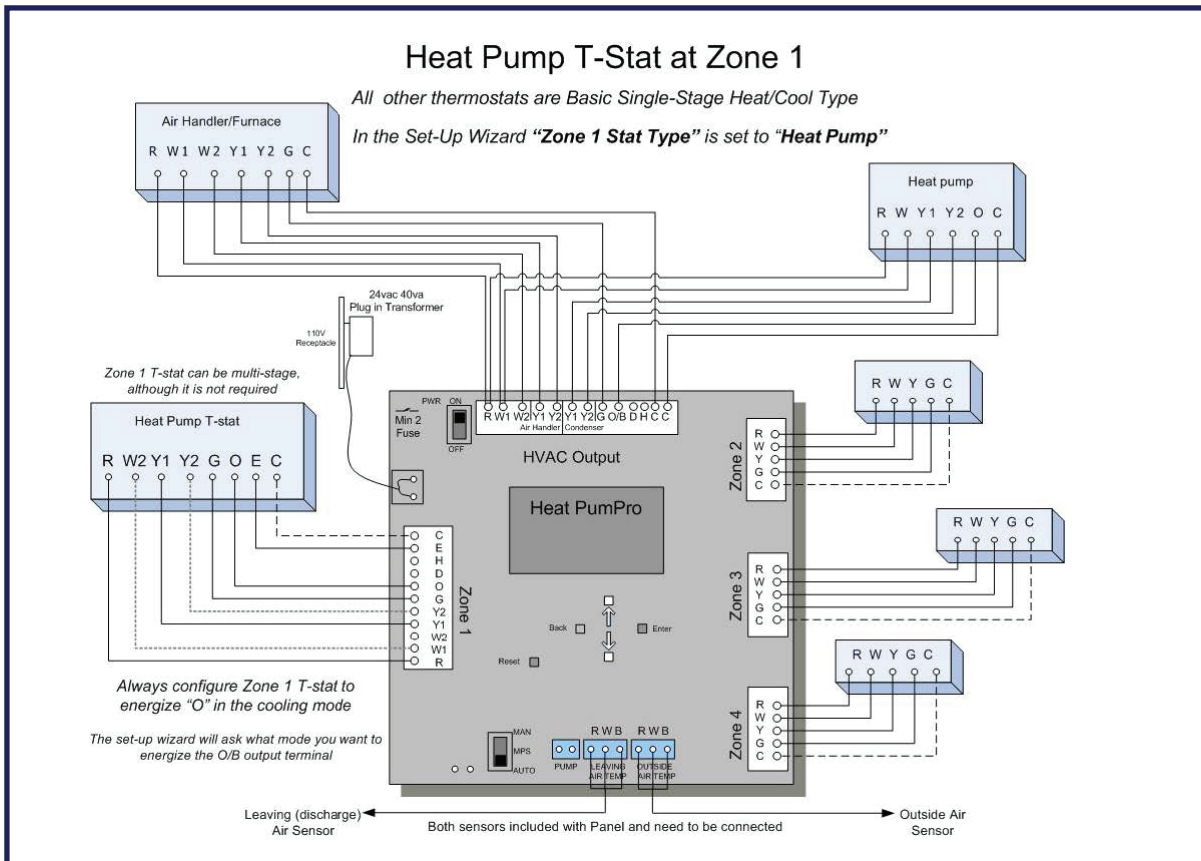 Heat Pump T-Stat at Zone 1
All other thermostats are Basic Single-Stage Heat/Cool Type
In the Set-Up Wizard “Zone 1 Stat Type” is set to “Heat Pump”
Air Handler/Furnace
R W1 W2 Y1 Y2 G C
Heat pump
R W Y1 Y2 O C
24vac 40va
Plug in Transformer
110V
Receptacle
Zone 1 T-stat can be multi-stage,
although it is not required
Heat Pump T-stat
R W2 Y1 Y2 G O E C
PWR
ON
OFF
Min 2
Fuse
R W1 W2 Y1 Y2 Y1 Y2 G O/B D H C C
Air Handler Condenser
HVAC Output
Heat PumPro
Zone 1
C
E
H
D
O
G
Y2
Y1
W2
W1
R
Back
Enter
Reset
R W Y G C
Zone 2
R
W
Y
G
C
R W Y G C
Zone 3
R
W
Y
G
C
R W Y G C
Zone 4
R
W
Y
G
C
Always configure Zone 1 T-stat to
energize “O” in the cooling mode
The set-up wizard will ask what mode you want to
energize the O/B output terminal
MAN
MPS
AUTO
PUMP
R W B
LEAVING
AIR TEMP
R W B
OUTSIDE
AIR TEMP
Leaving (discharge)
Air Sensor
Both sensors included with Panel and need to be connected
Outside Air
Sensor